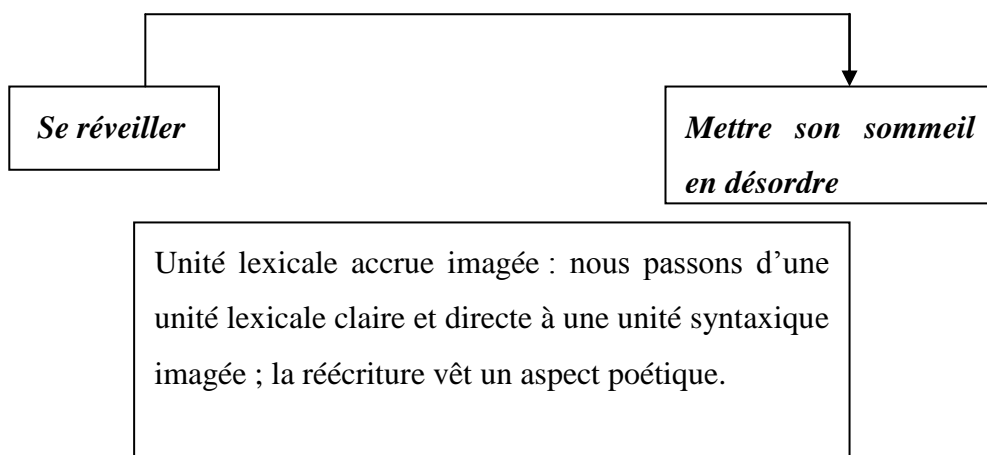 Se réveiller
Mettre son sommeil
en désordre
Unité lexicale accrue imagée : nous passons d’une
unité lexicale claire et directe à une unité syntaxique
imagée ; la réécriture vêt un aspect poétique.